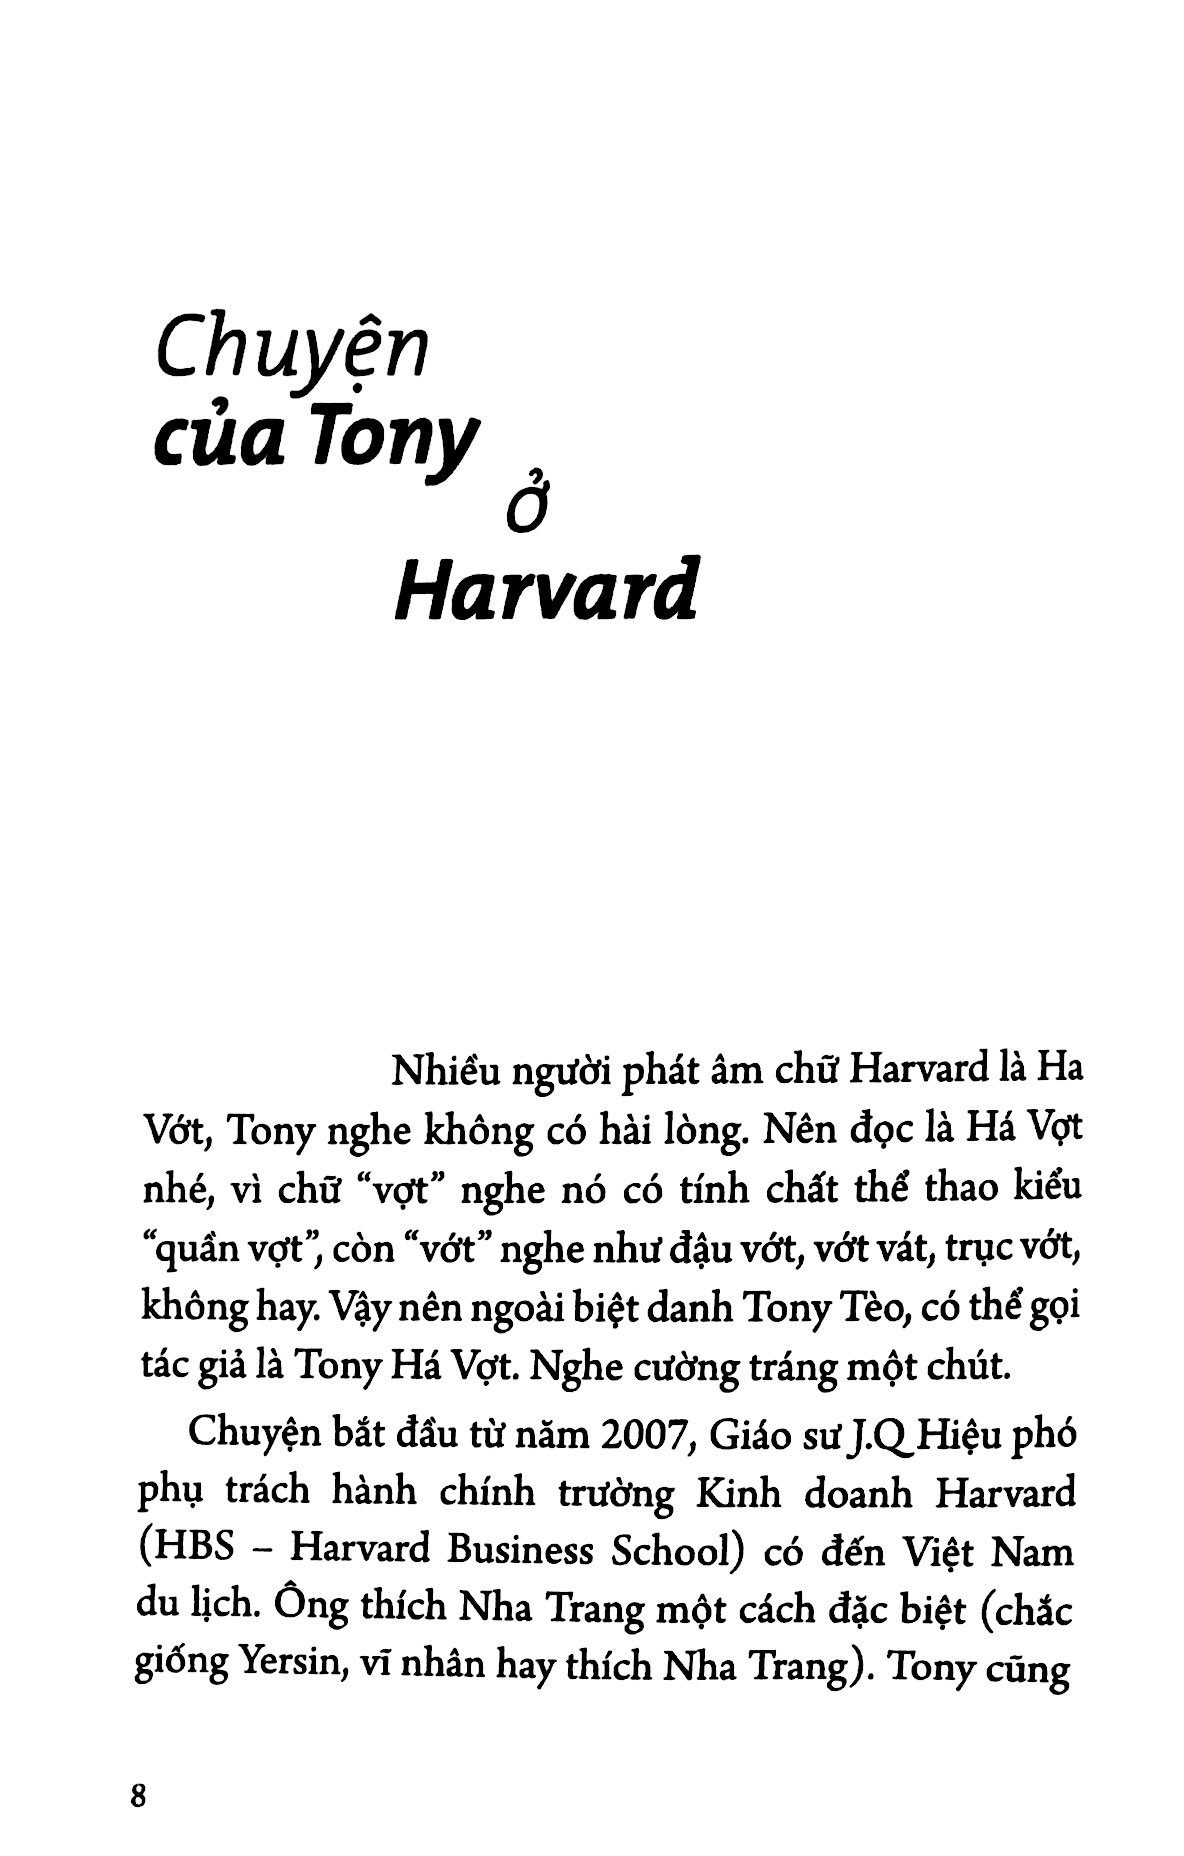 Chuyện
của Tony
ở
Harvard
Nhiều người phát âm chữ Harvard là Ha
Vớt, Tony nghe không có hài lòng. Nên đọc là Há Vợt
nhé, vì chữ “vợt” nghe nó có tính chất thể thao kiểu
“quần vợt”, còn “vớt” nghe như đậu vớt, vớt vát, trục vớt,
không hay. Vậy nên ngoài biệt danh Tony Tèo, có thể gọi
tác giả là Tony Há Vợt. Nghe cường tráng một chút.
Chuyện bắt đầu từ năm 2007, Giáo sư J.Q Hiệu phó
phụ trách hành chính trường Kinh doanh Harvard
(HBS – Harvard Business School) có đến Việt Nam
du lịch. Ông thích Nha Trang một cách đặc biệt (chắc
giống Yersin, vĩ nhân hay thích Nha Trang). Tony cũng
8